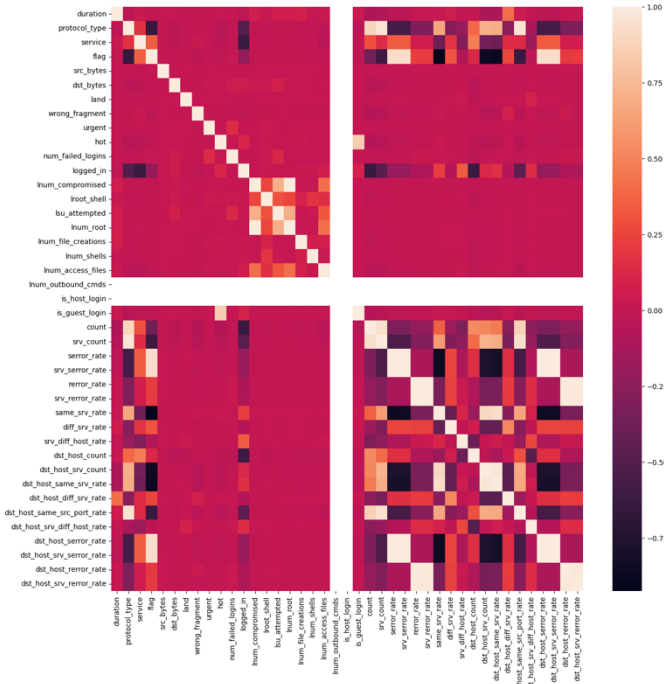 duration
protocol_type
service
flag
src_bytes
dst_bytes
land
wrong_fragment
urgent
hot
num_failed_logins
logged_in
lnum_compromised
lroot_shell
lsu_attempted
lnum_root
lnum_file_creations
lnum_shells
lnum_access_files
lnum_outbound_cmds
is_host_login
is_guest_login
count
srv_count
serror_rate
srv_serror_rate
rerror_rate
srv_rerror_rate
same_srv_rate
diff_srv_rate
srv_diff_host_rate
dst_host_count
dst_host_srv_count
dst_host_same_srv_rate
dst_host_diff_srv_rate
dst_host_same_src_port_rate
dst_host_srv_diff_host_rate
dst_host_serror_rate
dst_host_srv_serror_rate
dst_host_rerror_rate
dst_host_srv_rerror_rate
duration
protocol_type
service
flag
src_bytes
dst_bytes
land
wrong_fragment
urgent
hot
num_failed_logins
logged_in
lnum_compromised
lroot_shell
lsu_attempted
lnum_root
lnum_file_creations
lnum_shells
lnum_access_files
lnum_outbound_cmds
is_host_login
is_guest_login
count
srv_count
serror_rate
srv_serror_rate
rerror_rate
srv_rerror_rate
same_srv_rate
diff_srv_rate
srv_diff_host_rate
dst_host_count
dst_host_srv_count
dst_host_same_srv_rate
dst_host_diff_srv_rate
host_same_src_port_rate
t_host_srv_diff_host_rate
dst_host_serror_rate
dst_host_srv_serror_rate
dst_host_rerror_rate
dst_host_srv_rerror_rate
1.00
0.75
0.50
0.25
0.00
−0.25
−0.50
−0.75